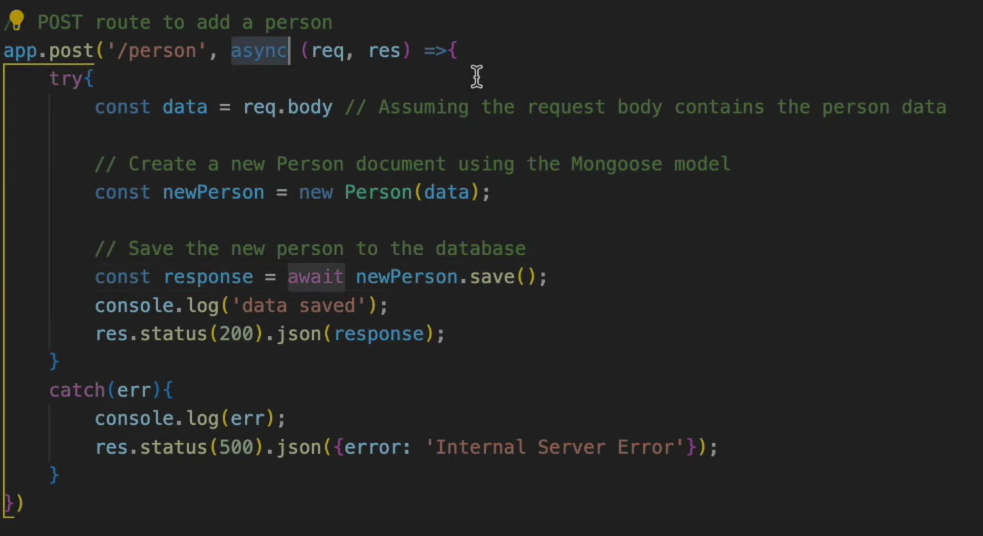 // POST route to add a person
app.post('/person', async (req, res) =>{
    try{
        const data = req.body // Assuming the request body contains the person data

        // Create a new Person document using the Mongoose model
        const newPerson = new Person(data);

        // Save the new person to the database
        const response = await newPerson.save();
        console.log('data saved');
        res.status(200).json(response);
    }
    catch(err){
        console.log(err);
        res.status(500).json({error: 'Internal Server Error'});
    }
})